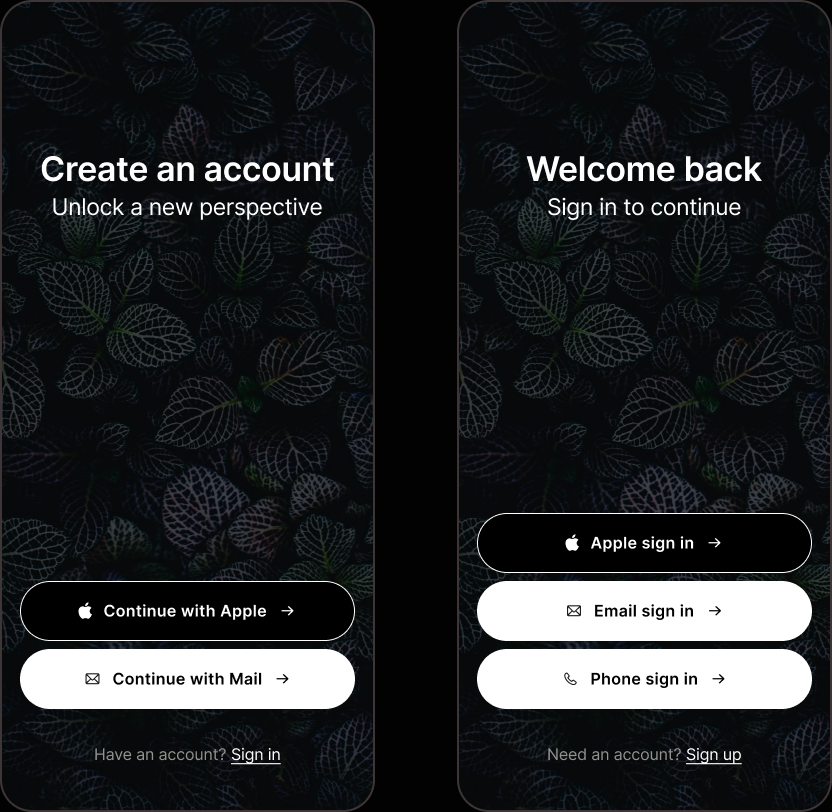 Create an account
Unlock a new perspective
Continue with Apple
Continue with Mail
Have an account? Sign in
Welcome back
Sign in to continue
Apple sign in
Email sign in
Phone sign in
Need an account? Sign up